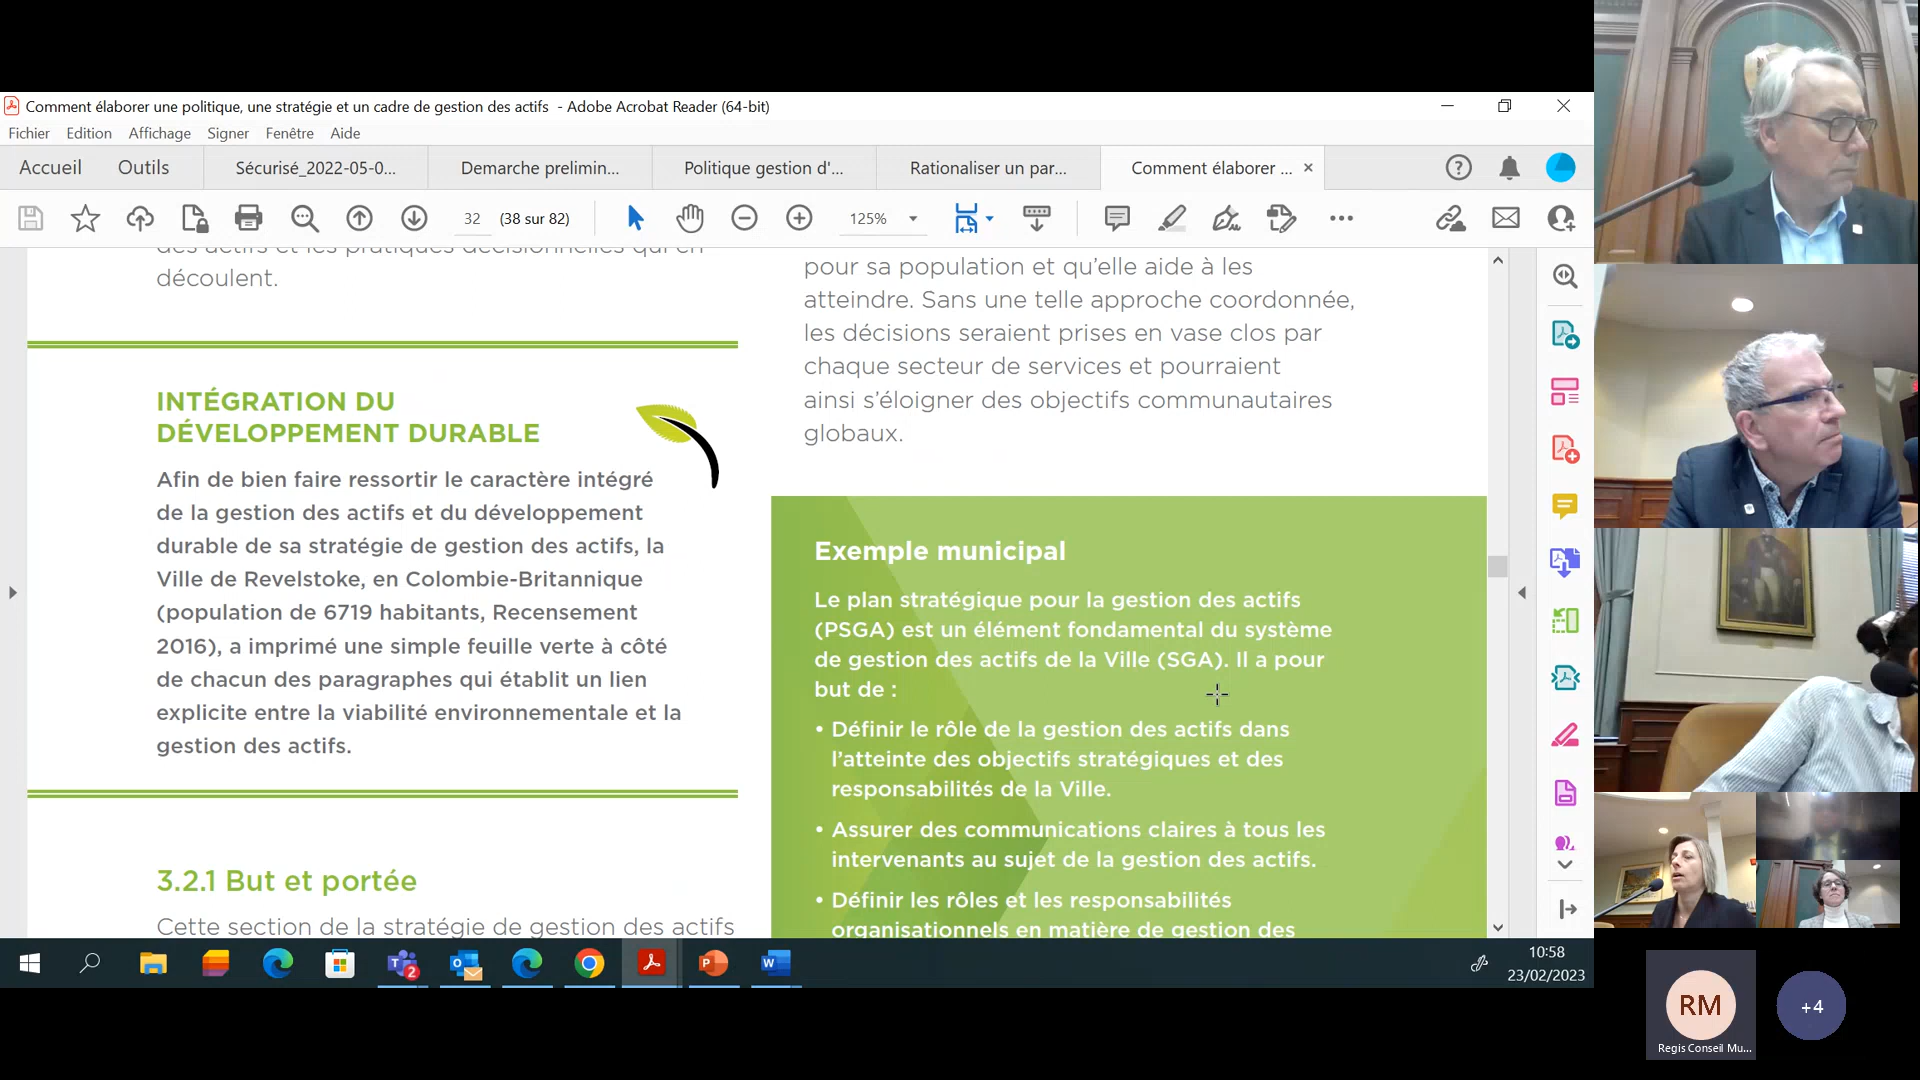 Comment élaborer une politique, une stratégie et un cadre de gestion des actifs - Adobe Acrobat Reader (64-bit)
Fichier Edition Affichage Signer Fenêtre Aide
Accueil Outils Sécurisé_2022-05-0... Demarche prelimin... Politique gestion d'... Rationaliser un par... Comment élaborer ...
32 (38 sur 82) 125%
des actifs et les pratiques décisionnelles qui en
découlent.
INTÉGRATION DU
DÉVELOPPEMENT DURABLE
Afin de bien faire ressortir le caractère intégré
de la gestion des actifs et du développement
durable de sa stratégie de gestion des actifs, la
Ville de Revelstoke, en Colombie-Britannique
(population de 6719 habitants, Recensement
2016), a imprimé une simple feuille verte à côté
de chacun des paragraphes qui établit un lien
explicite entre la viabilité environnementale et la
gestion des actifs.
3.2.1 But et portée
Cette section de la stratégie de gestion des actifs
pour sa population et qu’elle aide à les
atteindre. Sans une telle approche coordonnée,
les décisions seraient prises en vase clos par
chaque secteur de services et pourraient
ainsi s’éloigner des objectifs communautaires
globaux.
Exemple municipal
Le plan stratégique pour la gestion des actifs
(PSGA) est un élément fondamental du système
de gestion des actifs de la Ville (SGA). Il a pour
but de :
• Définir le rôle de la gestion des actifs dans
l’atteinte des objectifs stratégiques et des
responsabilités de la Ville.
• Assurer des communications claires à tous les
intervenants au sujet de la gestion des actifs.
• Définir les rôles et les responsabilités
organisationnels en matière de gestion des
2
10:58
23/02/2023
RM
Regis Conseil Mu...
+4